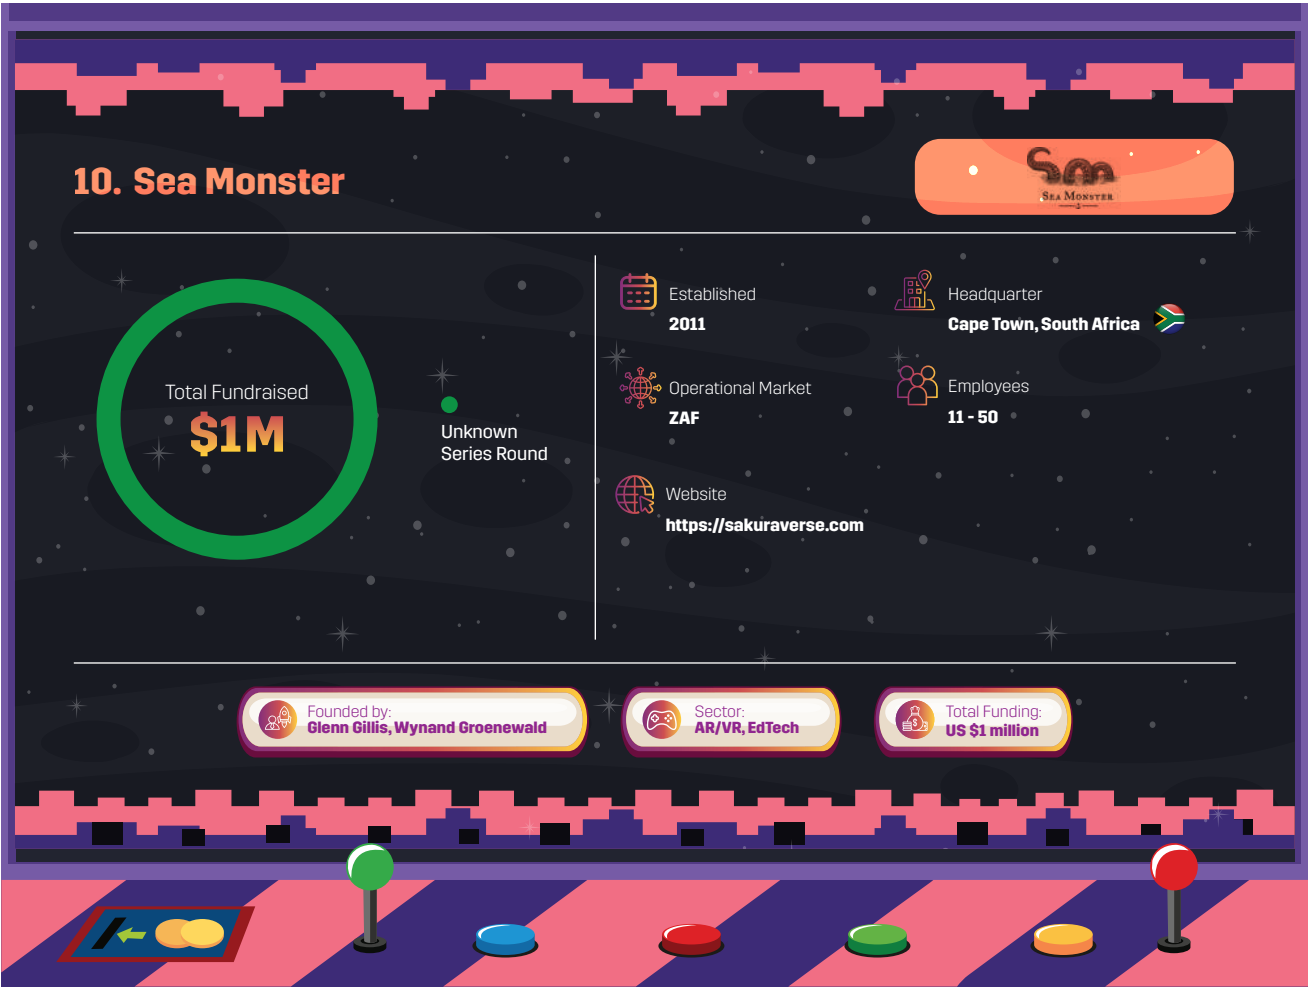 10. Sea Monster
SEA MONSTER
Total Fundraised
$1M
Unknown
Series Round
Established
2011
Headquarter
Cape Town, South Africa
Operational Market
ZAF
Employees
11 - 50
Website
https://sakuraverse.com
Founded by:
Glenn Gillis, Wynand Groenewald
Sector:
AR/VR, EdTech
Total Funding:
US $1 million